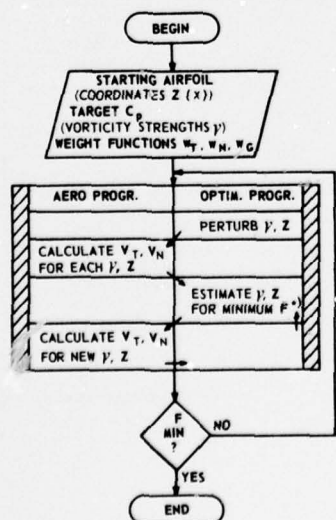 BEGIN
STARTING AIRFOIL
(COORDINATES Z (X))
TARGET Cp
(VORTICITY STRENGTHS γ)
WEIGHT FUNCTIONS WT, WN, WG
AERO PROGR. OPTIM. PROGR.
PERTURB γ, Z
CALCULATE VT, VN
FOR EACH γ, Z
ESTIMATE γ, Z
FOR MINIMUM F*)
CALCULATE VT, VN
FOR NEW γ, Z
F
MIN
?
NO
YES
END